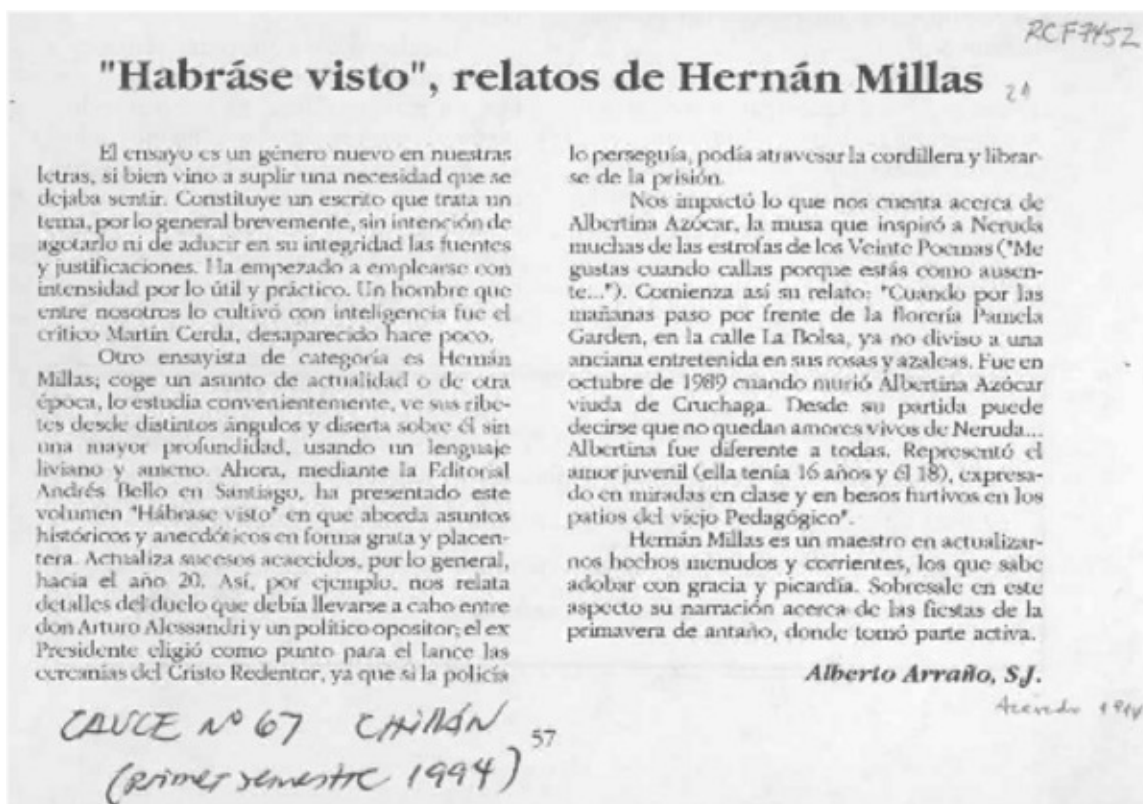 RCF7452
"Habráse visto", relatos de Hernán Millas
El ensayo es un género nuevo en nuestras
letras, si bien vino a suplir una necesidad que se
dejaba sentir. Constituye un escrito que trata un
tema, por lo general brevemente, sin intención de
agotarlo ni de aducir en su integridad las fuentes
y justificaciones. Ha empezado a emplearse con
intensidad por lo útil y práctico. Un hombre que
entre nosotros lo cultivó con inteligencia fue el
crítico Martín Cerda, desaparecido hace poco.
Otro ensayista de categoría es Hernán
Millas; coge un asunto de actualidad o de otra
época, lo estudia convenientemente, ve sus ribe-
tes desde distintos ángulos y diserta sobre él sin
una mayor profundidad, usando un lenguaje
liviano y ameno. Ahora, mediante la Editorial
Andrés Bello en Santiago, ha presentado este
volumen "Hábrase visto" en que aborda asuntos
históricos y anecdóticos en forma grata y placen-
tera. Actualiza sucesos acaecidos, por lo general,
hacia el año 20. Así, por ejemplo, nos relata
detalles del duelo que debía llevarse a cabo entre
don Arturo Alessandri y un político opositor; el ex
Presidente eligió como punto para el lance las
cercanías del Cristo Redentor, ya que si la policía
lo perseguía, podía atravesar la cordillera y librar-
se de la prisión.
Nos impactó lo que nos cuenta acerca de
Albertina Azócar, la musa que inspiró a Neruda
muchas de las estrofas de los Veinte Poemas ("Me
gustas cuando callas porque estás como ausen-
te..."). Comienza así su relato: "Cuando por las
mañanas paso por frente de la florería Pamela
Garden, en la calle La Bolsa, ya no diviso a una
anciana entretenida en sus rosas y azaleas. Fue en
octubre de 1989 cuando murió Albertina Azócar
viuda de Cruchaga. Desde su partida puede
decirse que no quedan amores vivos de Neruda...
Albertina fue diferente a todas. Representó el
amor juvenil (ella tenía 16 años y él 18), expresa-
do en miradas en clase y en besos furtivos en los
patios del viejo Pedagógico".
Hernán Millas es un maestro en actualizar-
nos hechos menudos y corrientes, los que sabe
adobar con gracia y picardía. Sobresale en este
aspecto su narración acerca de las fiestas de la
primavera de antaño, donde tomó parte activa.
Alberto Arraño, S.J.
CAUCE Nº 67 CHILLÁN
57
(primer semestre 1994)